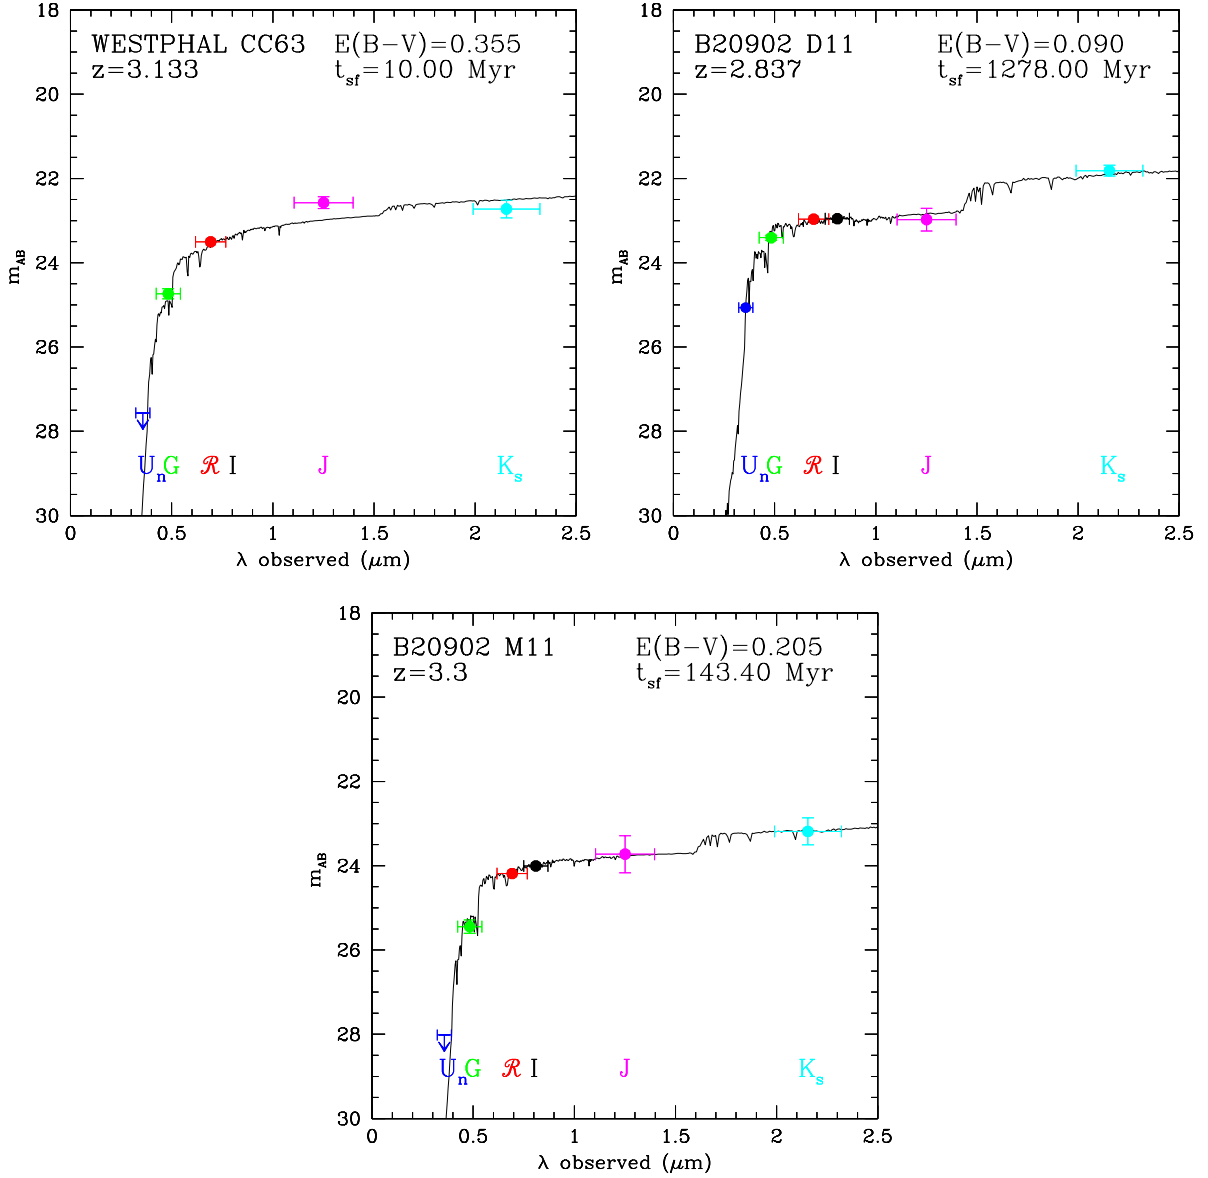 WESTPHAL CC63 E(B−V)=0.355
z=3.133 t_sf=10.00 Myr
18
20
22
24
26
28
30
m_AB
U_n G ℛ I J K_s
0 0.5 1 1.5 2 2.5
λ observed (μm)
B20902 D11 E(B−V)=0.090
z=2.837 t_sf=1278.00 Myr
18
20
22
24
26
28
30
m_AB
U_n G ℛ I J K_s
0 0.5 1 1.5 2 2.5
λ observed (μm)
B20902 M11 E(B−V)=0.205
z=3.3 t_sf=143.40 Myr
18
20
22
24
26
28
30
m_AB
U_n G ℛ I J K_s
0 0.5 1 1.5 2 2.5
λ observed (μm)